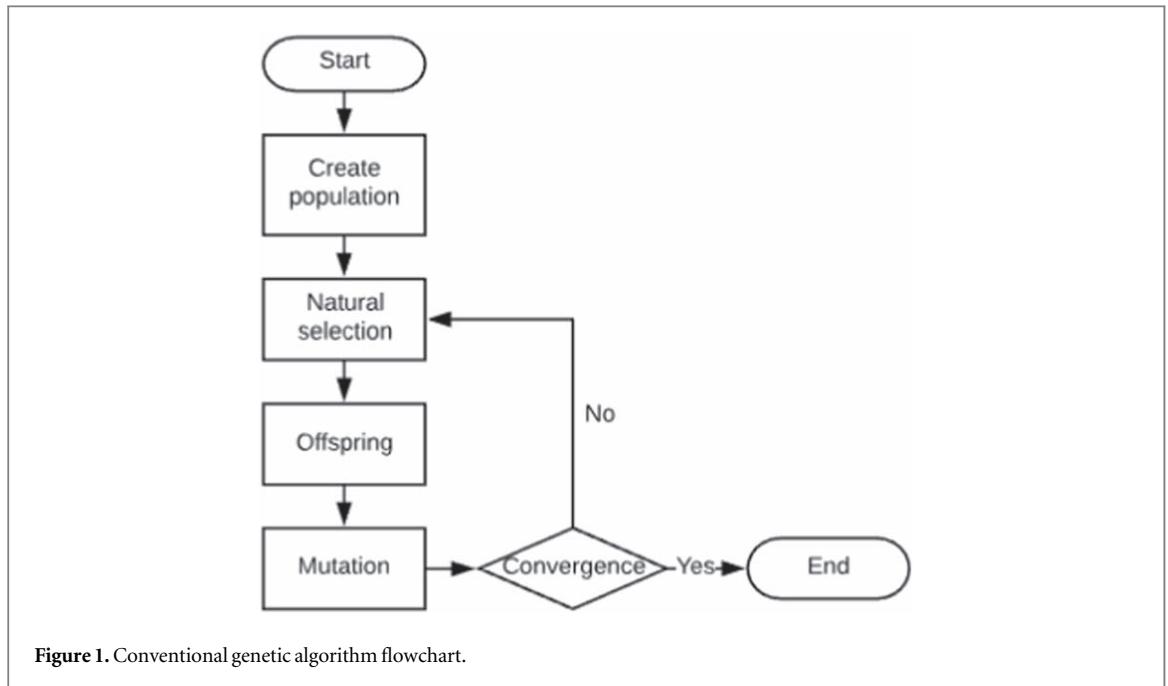 Start
Create
population
Natural
selection
No
Offspring
Mutation
Convergence
Yes
End
Figure 1. Conventional genetic algorithm flowchart.